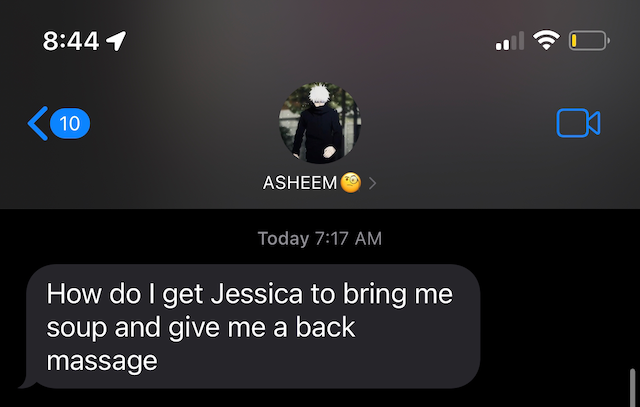 8:44
10
ASHEEM🧐
Today 7:17 AM
How do I get Jessica to bring me
soup and give me a back
massage